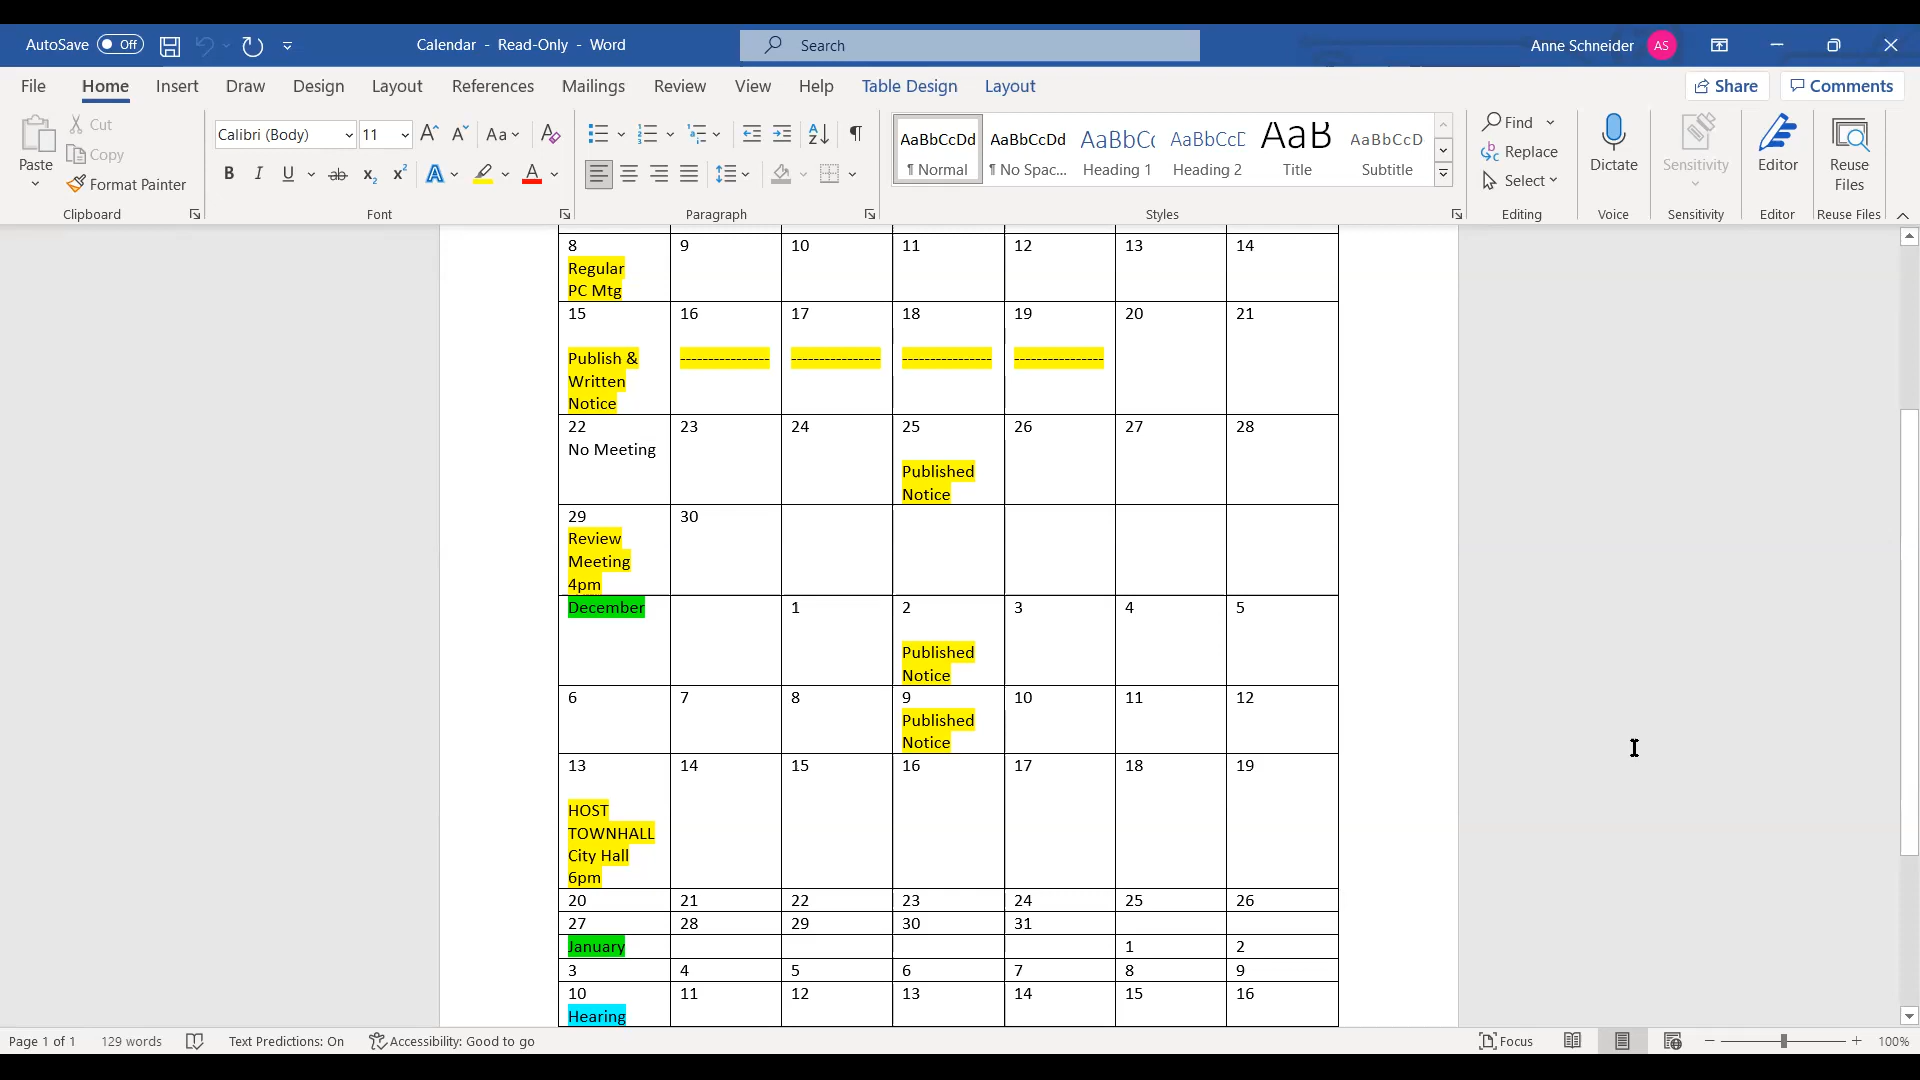 AutoSave Off Calendar - Read-Only - Word Search Anne Schneider AS
File Home Insert Draw Design Layout References Mailings Review View Help Table Design Layout Share Comments
Paste Cut Copy Format Painter
Clipboard
Calibri (Body) 11 Aa
B I U ab x₂ x² A A
Font
Paragraph
AaBbCcDd AaBbCcDd AaBbCc AaBbCcD AaB AaBbCcD
¶ Normal ¶ No Spac... Heading 1 Heading 2 Title Subtitle
Styles
Find
Replace
Select
Editing
Dictate
Voice
Sensitivity
Sensitivity
Editor
Editor
Reuse
Files
Reuse Files
8 9 10 11 12 13 14
Regular
PC Mtg
15 16 17 18 19 20 21
Publish & ---------------- ---------------- ---------------- ----------------
Written
Notice
22 23 24 25 26 27 28
No Meeting
Published
Notice
29 30
Review
Meeting
4pm
December 1 2 3 4 5
Published
Notice
6 7 8 9 10 11 12
Published
Notice
13 14 15 16 17 18 19
HOST
TOWNHALL
City Hall
6pm
20 21 22 23 24 25 26
27 28 29 30 31
January 1 2
3 4 5 6 7 8 9
10 11 12 13 14 15 16
Hearing
Page 1 of 1 129 words Text Predictions: On Accessibility: Good to go Focus 100%